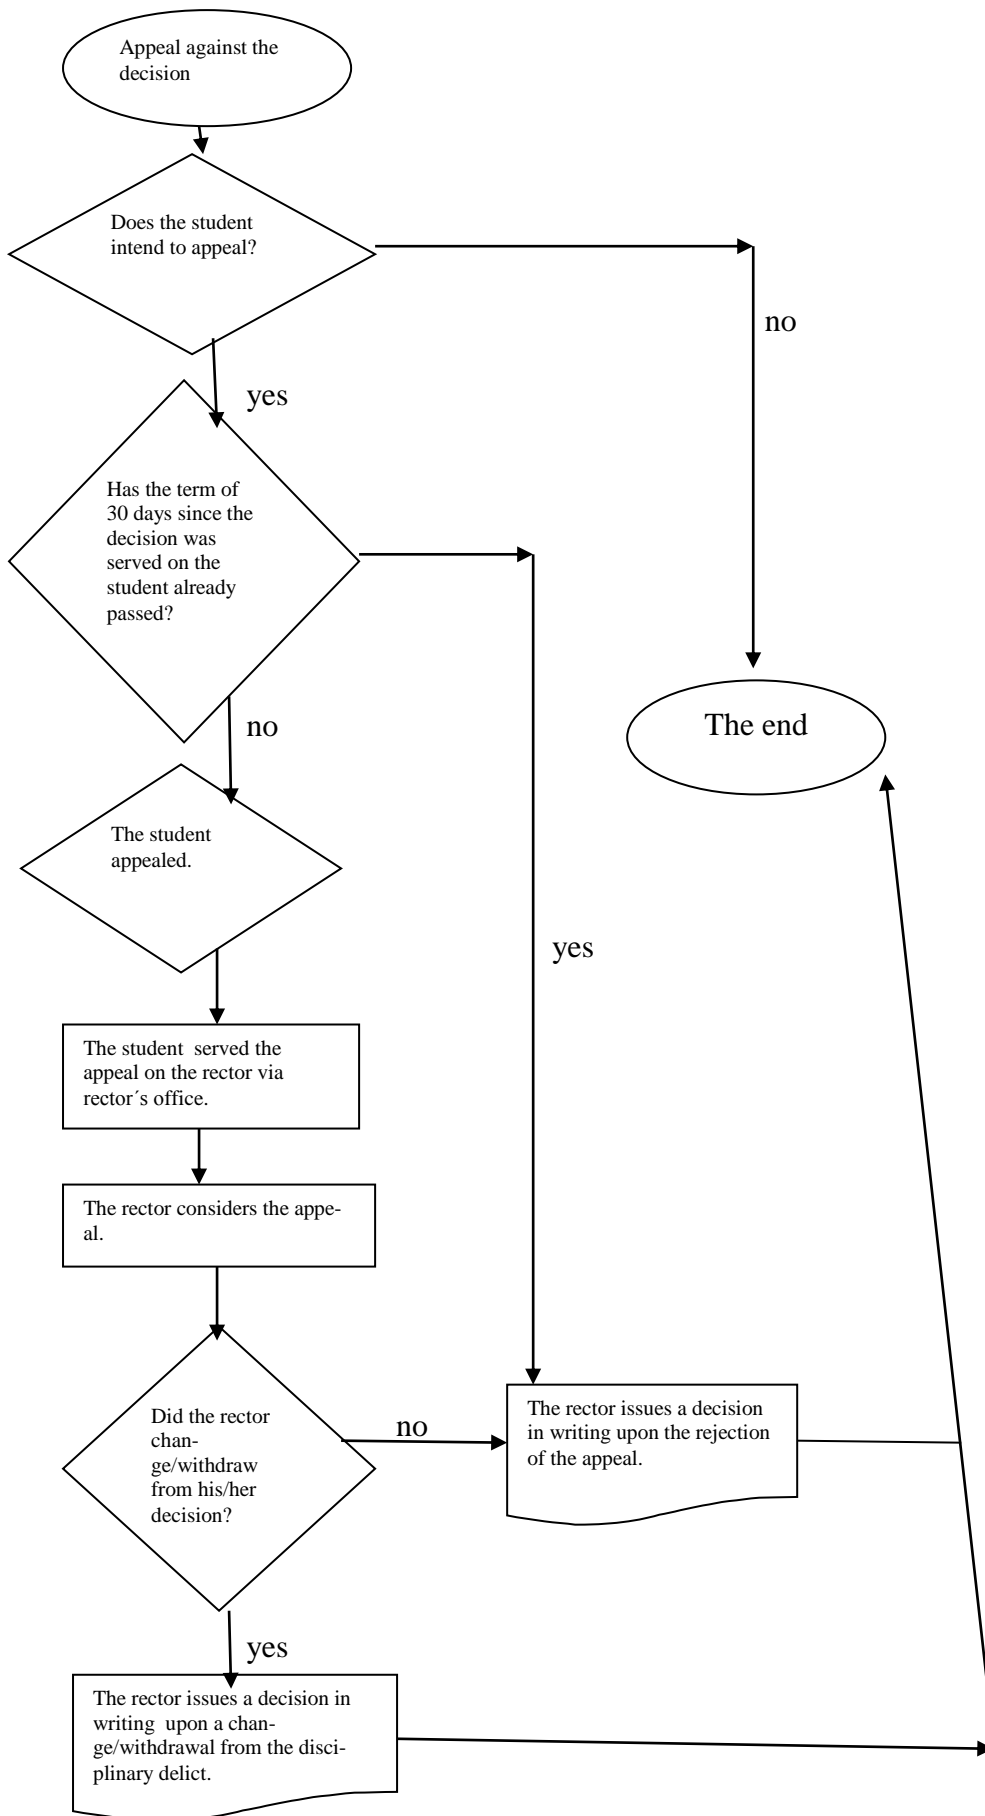 Appeal against the
decision
Does the student
intend to appeal?
no
yes
Has the term of
30 days since the
decision was
served on the
student already
passed?
The end
no
The student
appealed.
yes
The student  served the
appeal on the rector via
rector´s office.
The rector considers the appe-
al.
Did the rector
chan-
ge/withdraw
from his/her
decision?
no
The rector issues a decision
in writing upon the rejection
of the appeal.
yes
The rector issues a decision in
writing  upon a chan-
ge/withdrawal from the disci-
plinary delict.